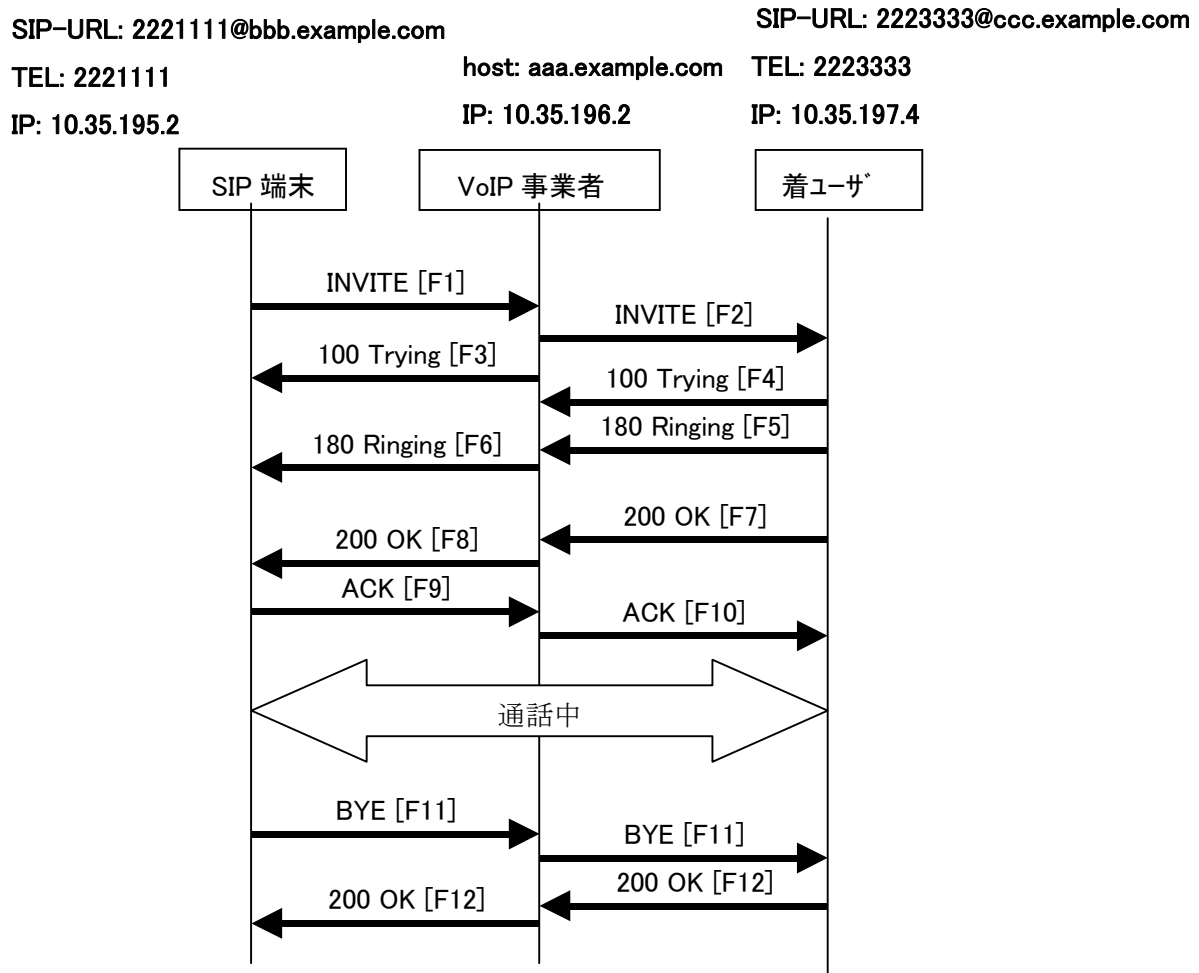 SIP-URL: 2221111@bbb.example.com
TEL: 2221111
IP: 10.35.195.2
host: aaa.example.com
IP: 10.35.196.2
SIP-URL: 2223333@ccc.example.com
TEL: 2223333
IP: 10.35.197.4
SIP 端末
VoIP 事業者
着ﾕｰｻﾞ
INVITE [F1]
INVITE [F2]
100 Trying [F3]
100 Trying [F4]
180 Ringing [F5]
180 Ringing [F6]
200 OK [F7]
200 OK [F8]
ACK [F9]
ACK [F10]
通話中
BYE [F11]
BYE [F11]
200 OK [F12]
200 OK [F12]